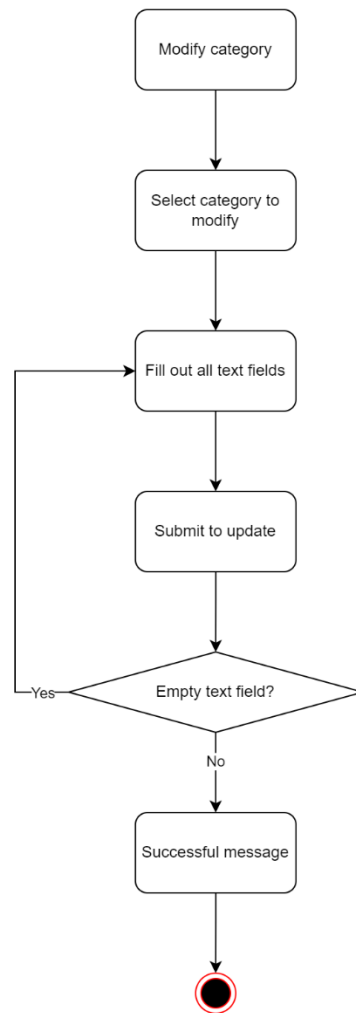 Modify category
Select category to
modify
Fill out all text fields
Submit to update
Empty text field?
Yes
No
Successful message